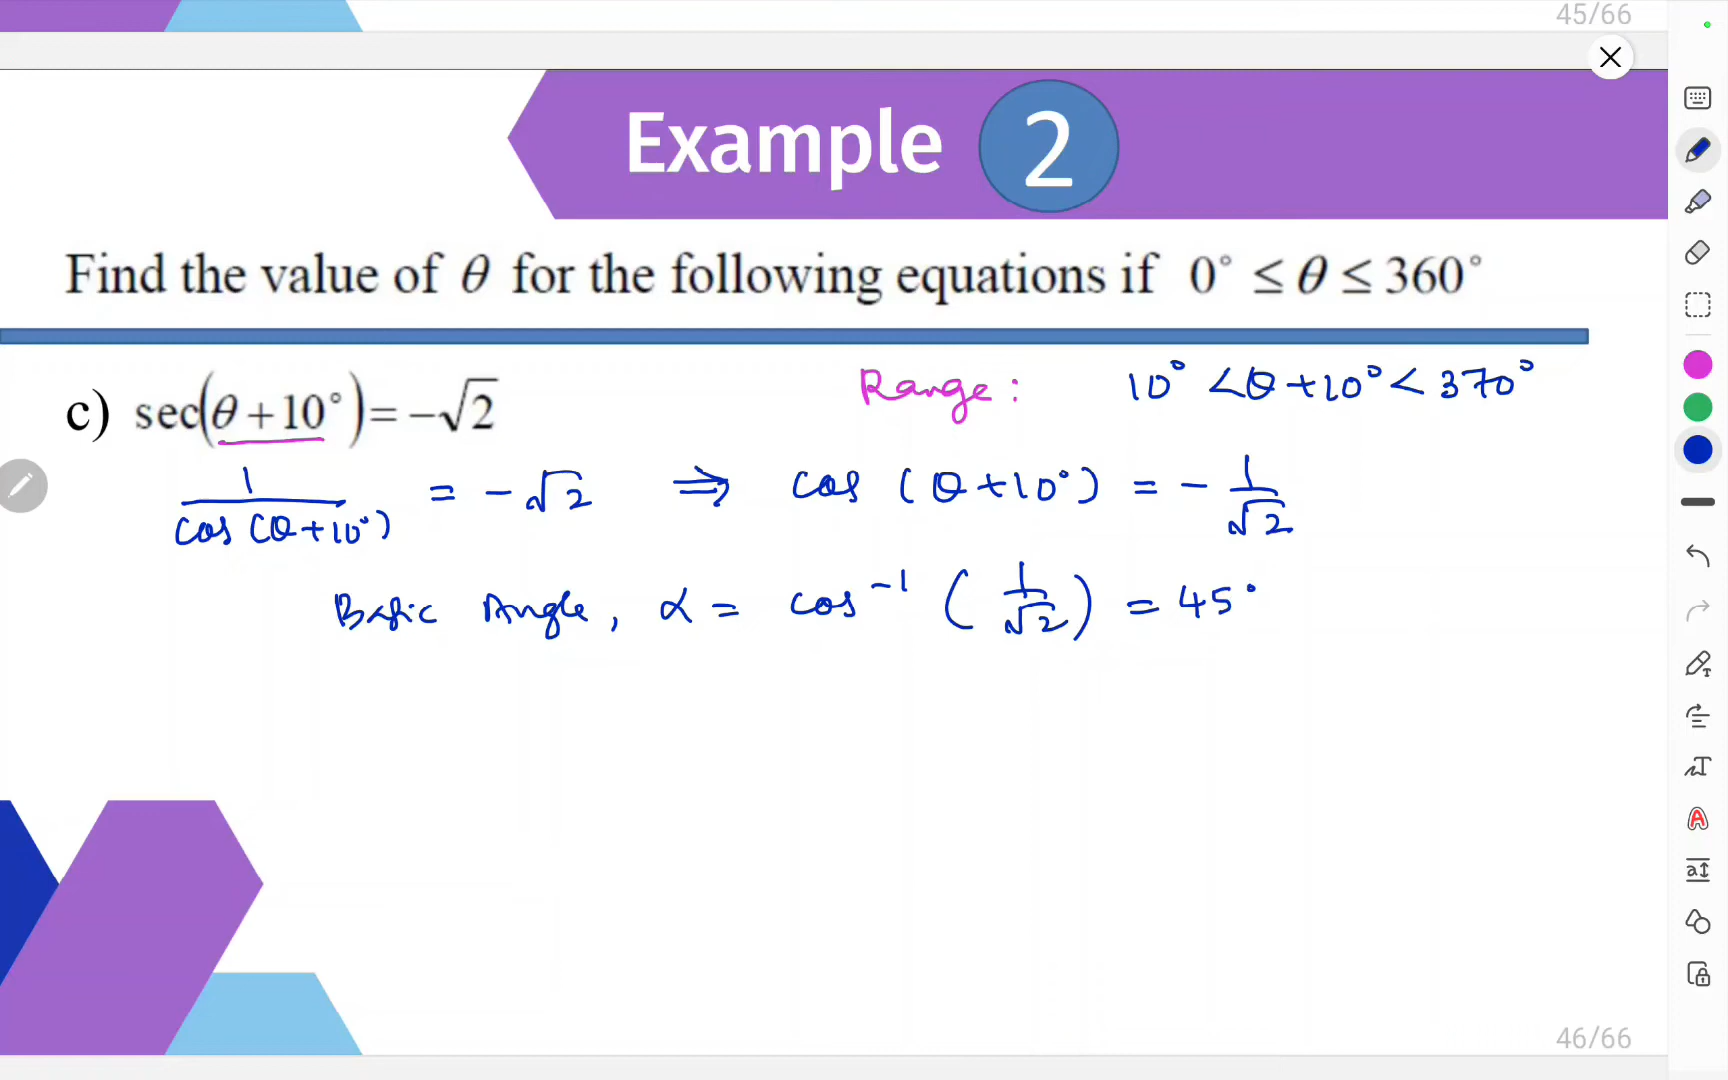 45/66
Example 2
Find the value of θ for the following equations if 0° ≤ θ ≤ 360°
c) sec(θ + 10°) = −√2
Range : 10° < θ + 10° < 370°
1/cos (θ + 10°) = −√2 ⇒ cos (θ + 10°) = − 1/√2
Basic Angle, α = cos⁻¹ (1/√2) = 45°
46/66